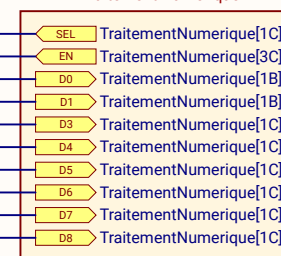 SEL TraitementNumerique[1C]
EN TraitementNumerique[3C]
D0 TraitementNumerique[1B]
D1 TraitementNumerique[1B]
D3 TraitementNumerique[1C]
D4 TraitementNumerique[1C]
D5 TraitementNumerique[1C]
D6 TraitementNumerique[1C]
D7 TraitementNumerique[1C]
D8 TraitementNumerique[1C]